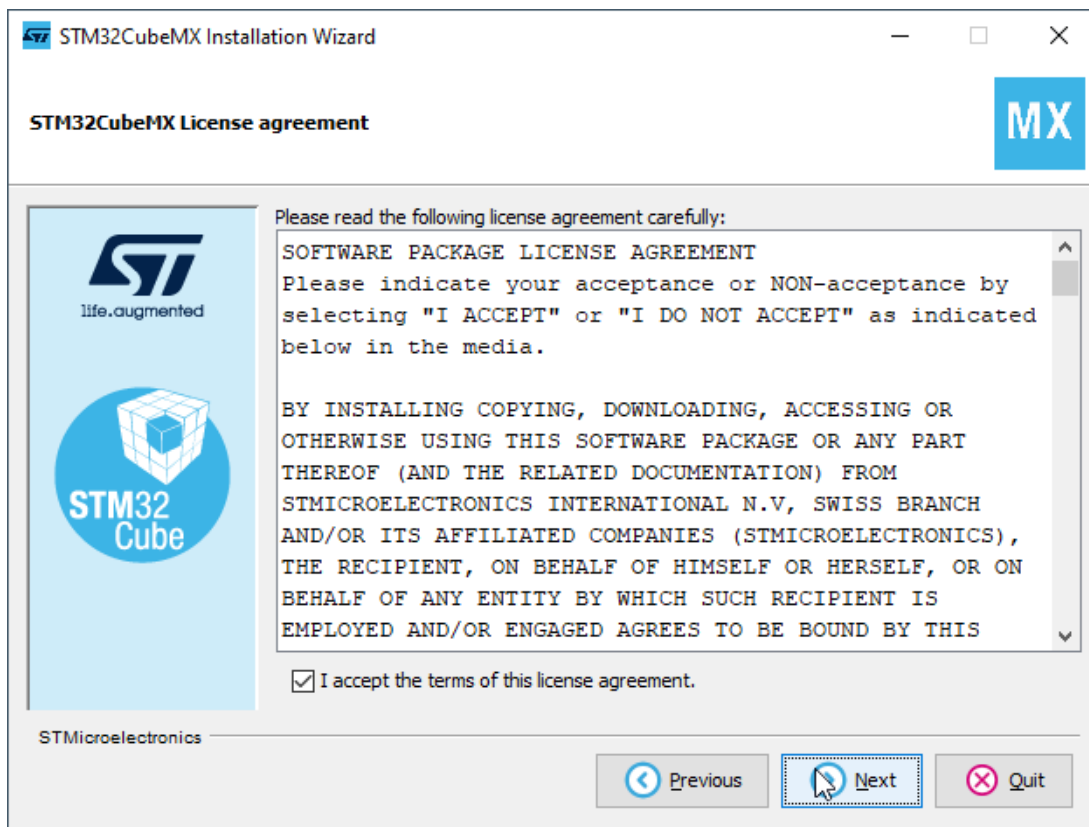 STM32CubeMX Installation Wizard
STM32CubeMX License agreement
MX
Please read the following license agreement carefully:
ST
life.augmented
STM32
Cube
SOFTWARE PACKAGE LICENSE AGREEMENT
Please indicate your acceptance or NON-acceptance by
selecting "I ACCEPT" or "I DO NOT ACCEPT" as indicated
below in the media.
BY INSTALLING COPYING, DOWNLOADING, ACCESSING OR
OTHERWISE USING THIS SOFTWARE PACKAGE OR ANY PART
THEREOF (AND THE RELATED DOCUMENTATION) FROM
STMICROELECTRONICS INTERNATIONAL N.V, SWISS BRANCH
AND/OR ITS AFFILIATED COMPANIES (STMICROELECTRONICS),
THE RECIPIENT, ON BEHALF OF HIMSELF OR HERSELF, OR ON
BEHALF OF ANY ENTITY BY WHICH SUCH RECIPIENT IS
EMPLOYED AND/OR ENGAGED AGREES TO BE BOUND BY THIS
I accept the terms of this license agreement.
STMicroelectronics
Previous
Next
Quit